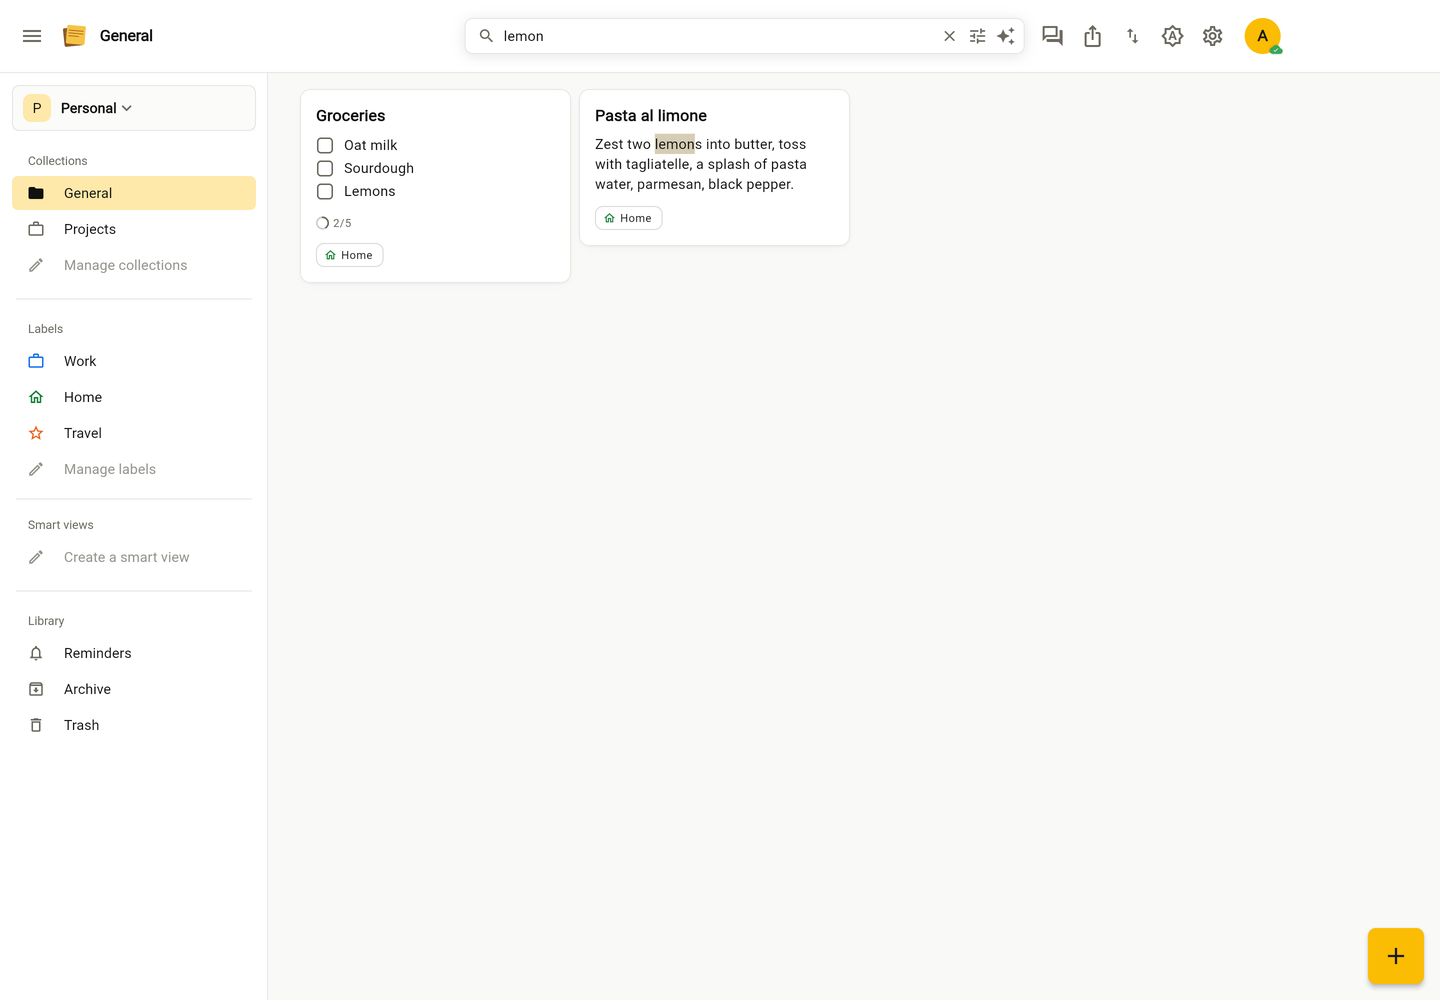 General
lemon
A
A
P
Personal
Collections
General
Projects
Manage collections
Labels
Work
Home
Travel
Manage labels
Smart views
Create a smart view
Library
Reminders
Archive
Trash
Groceries
Oat milk
Sourdough
Lemons
2/5
Home
Pasta al limone
Zest two lemons into butter, toss
with tagliatelle, a splash of pasta
water, parmesan, black pepper.
Home